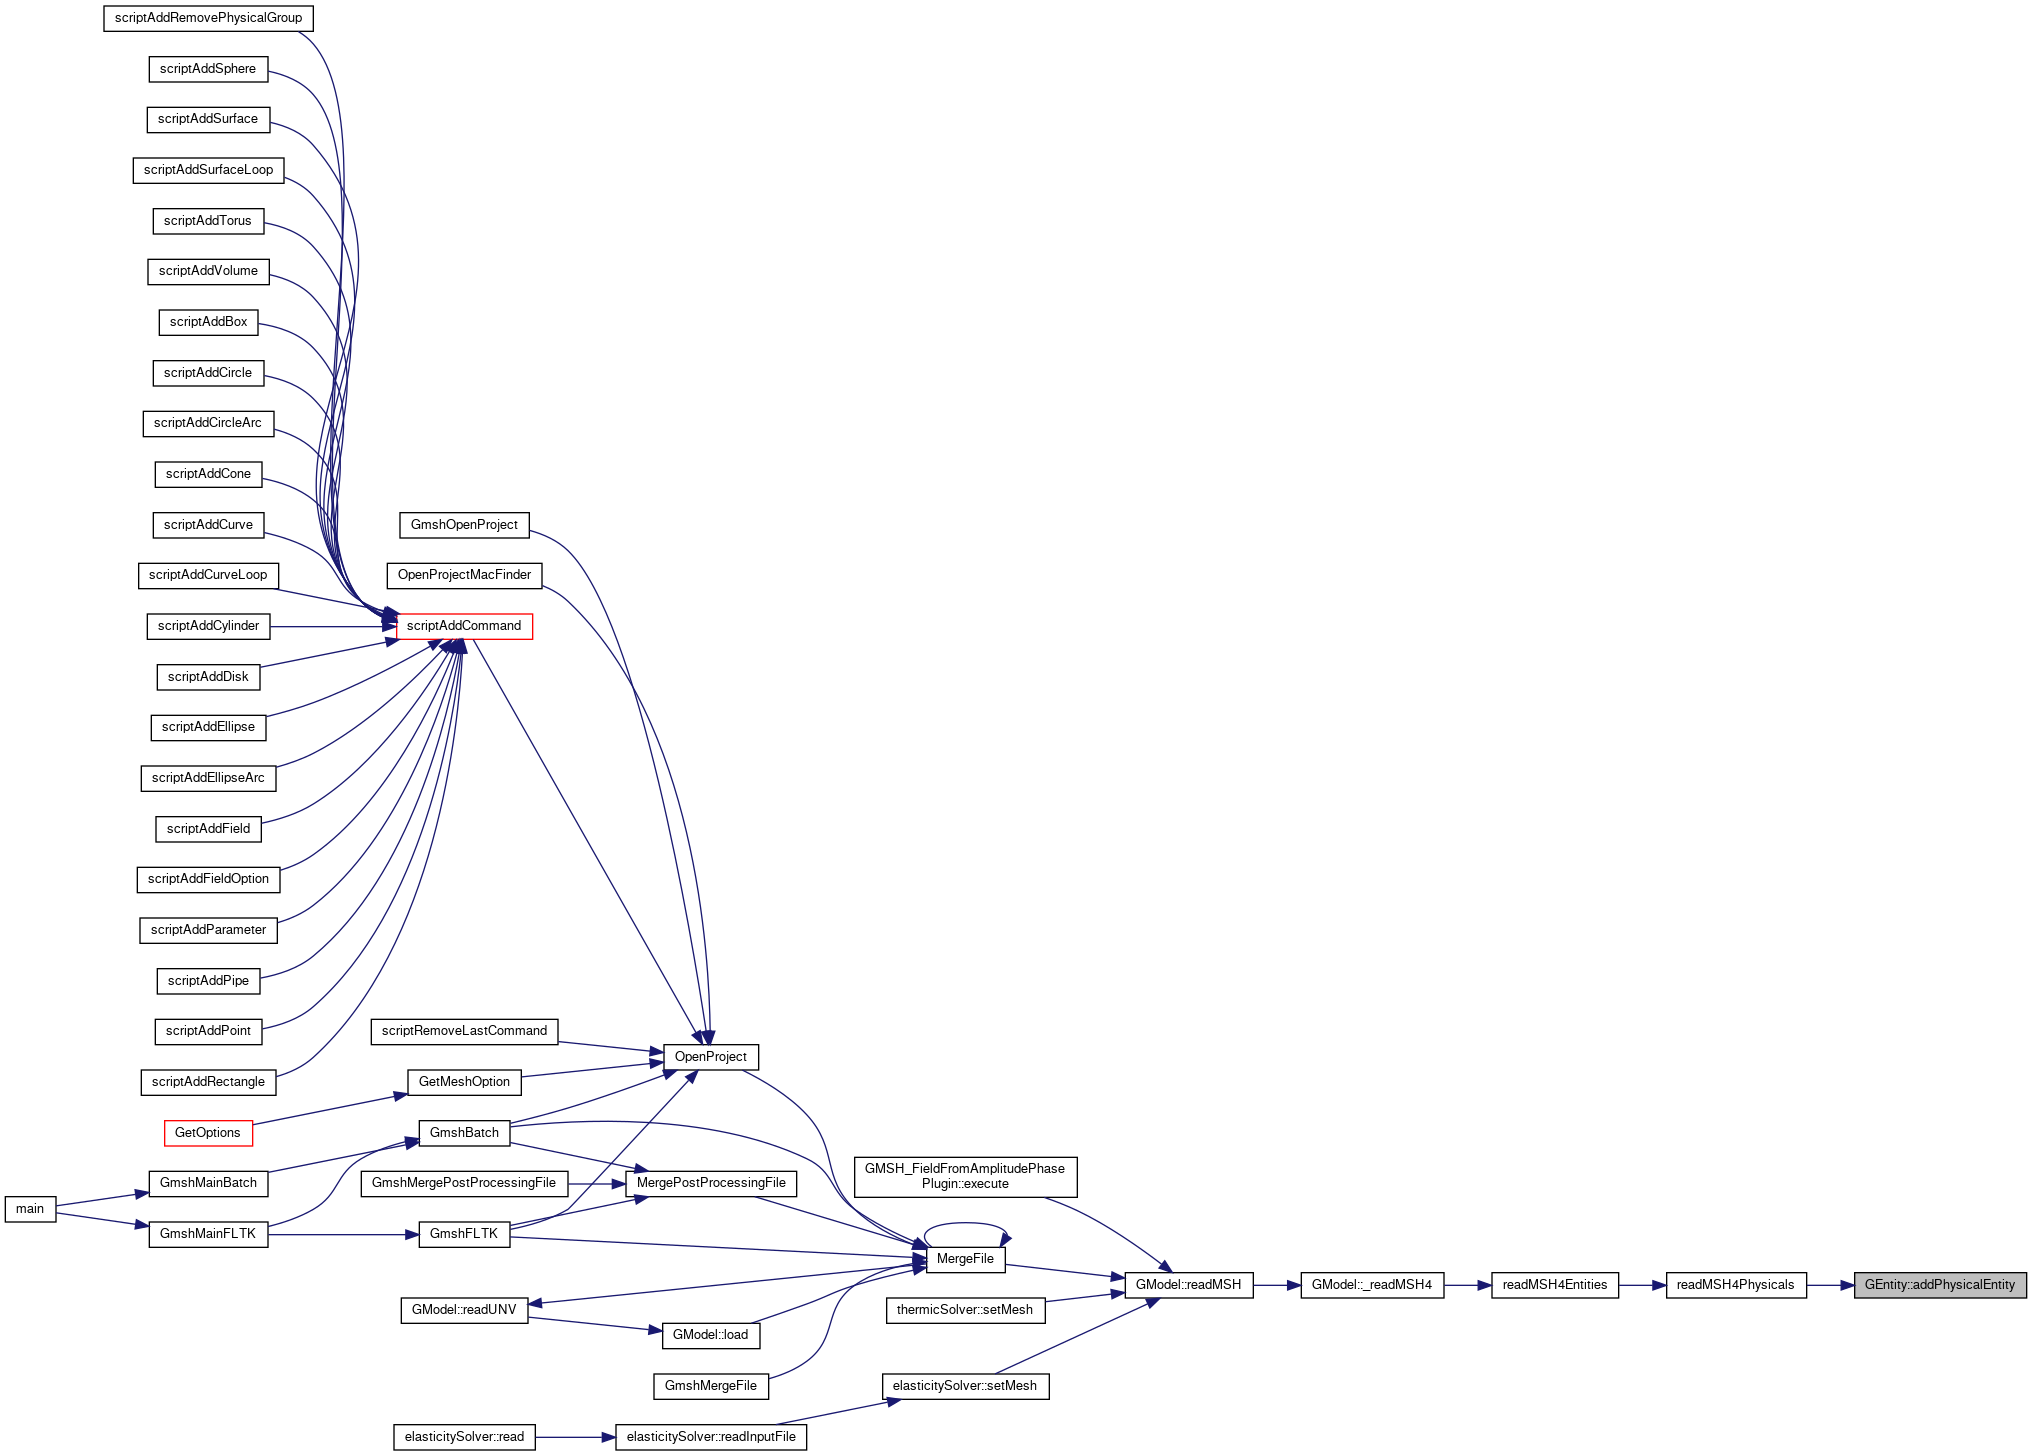 scriptAddRemovePhysicalGroup
scriptAddSphere
scriptAddSurface
scriptAddSurfaceLoop
scriptAddTorus
scriptAddVolume
scriptAddBox
scriptAddCircle
scriptAddCircleArc
scriptAddCone
scriptAddCurve
GmshOpenProject
scriptAddCurveLoop
OpenProjectMacFinder
scriptAddCylinder
scriptAddCommand
scriptAddDisk
scriptAddEllipse
scriptAddEllipseArc
scriptAddField
scriptAddFieldOption
scriptAddParameter
scriptAddPipe
scriptAddPoint
scriptRemoveLastCommand
OpenProject
scriptAddRectangle
GetMeshOption
GetOptions
GmshBatch
GMSH_FieldFromAmplitudePhase
Plugin::execute
GmshMainBatch
GmshMergePostProcessingFile
MergePostProcessingFile
main
GmshMainFLTK
GmshFLTK
MergeFile
GModel::readMSH
GModel::_readMSH4
readMSH4Entities
readMSH4Physicals
GEntity::addPhysicalEntity
GModel::readUNV
thermicSolver::setMesh
GModel::load
GmshMergeFile
elasticitySolver::setMesh
elasticitySolver::read
elasticitySolver::readInputFile